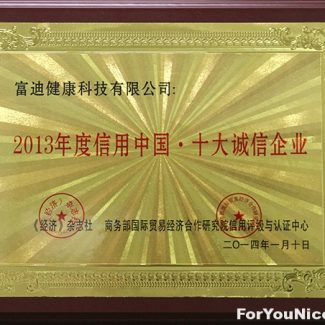 富迪健康科技有限公司:
2013年度信用中国·十大诚信企业
《经济》杂志社 商务部国际贸易经济合作研究院信用评级与认证中心
二〇一四年一月十日
ForYouNice